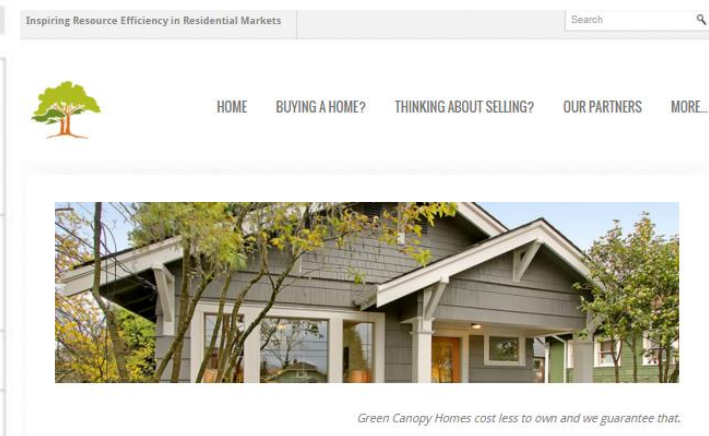 Inspiring Resource Efficiency in Residential Markets
Search
HOME BUYING A HOME? THINKING ABOUT SELLING? OUR PARTNERS MORE...
Green Canopy Homes cost less to own and we guarantee that.